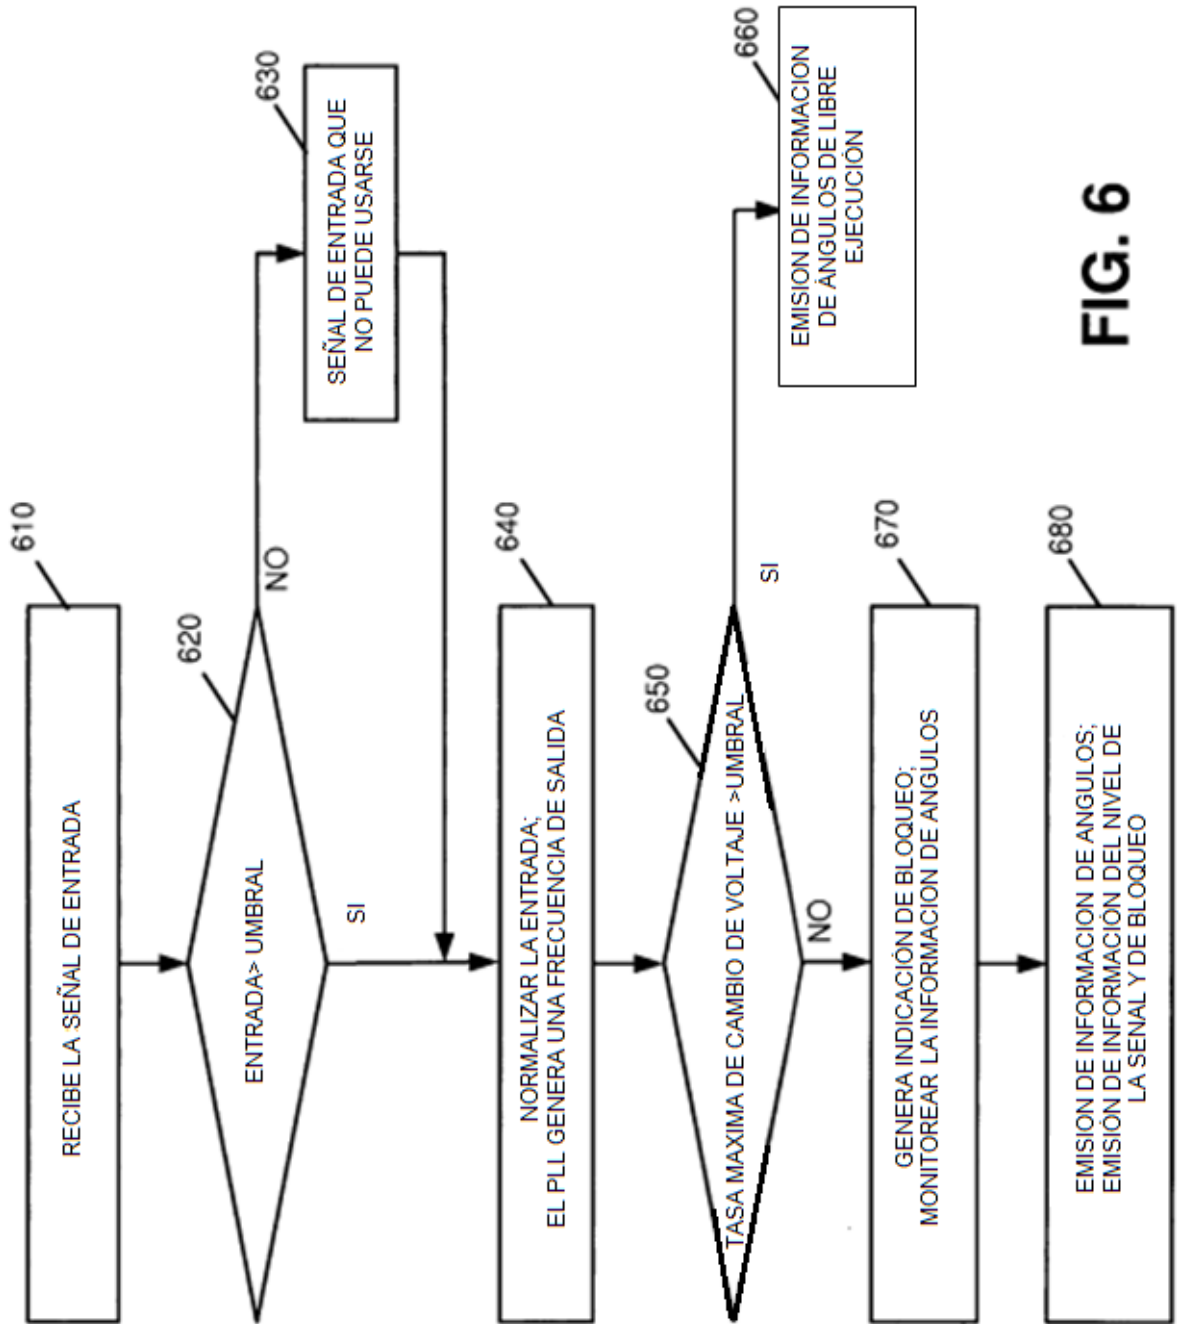 610
RECIBE LA SEÑAL DE ENTRADA
620
ENTRADA> UMBRAL
NO
SI
630
SEÑAL DE ENTRADA QUE
NO PUEDE USARSE
640
NORMALIZAR LA ENTRADA;
EL PLL GENERA UNA FRECUENCIA DE SALIDA
650
TASA MAXIMA DE CAMBIO DE VOLTAJE >UMBRAL
SI
NO
660
EMISION DE INFORMACION
DE ÁNGULOS DE LIBRE
EJECUCIÓN
670
GENERA INDICACIÓN DE BLOQUEO;
MONITOREAR LA INFORMACION DE ANGULOS
680
EMISION DE INFORMACION DE ANGULOS;
EMISIÓN DE INFORMACIÓN DEL NIVEL DE
LA SENAL Y DE BLOQUEO
FIG. 6